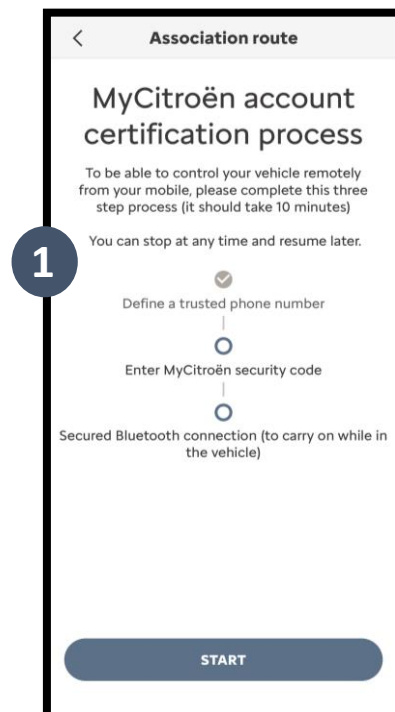 Association route
MyCitroën account
certification process
To be able to control your vehicle remotely
from your mobile, please complete this three
step process (it should take 10 minutes)
You can stop at any time and resume later.
1
Define a trusted phone number
Enter MyCitroën security code
Secured Bluetooth connection (to carry on while in
the vehicle)
START